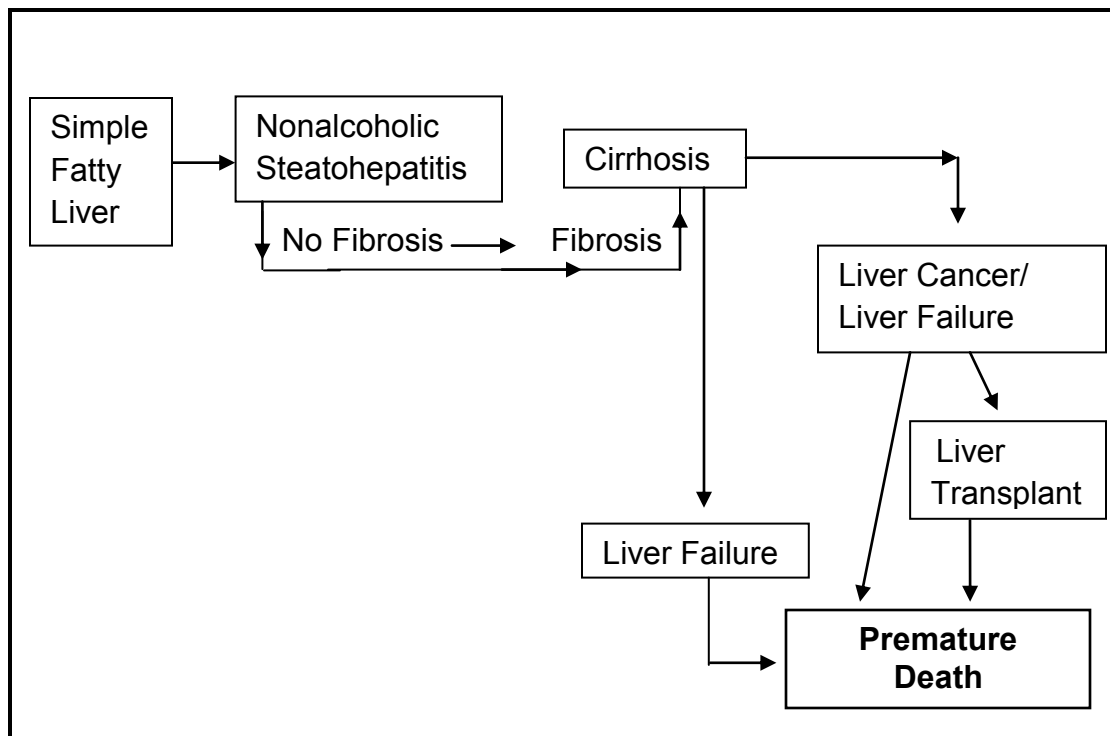 Simple
Fatty
Liver
Nonalcoholic
Steatohepatitis
No Fibrosis
Fibrosis
Cirrhosis
Liver Cancer/
Liver Failure
Liver
Transplant
Liver Failure
Premature
Death